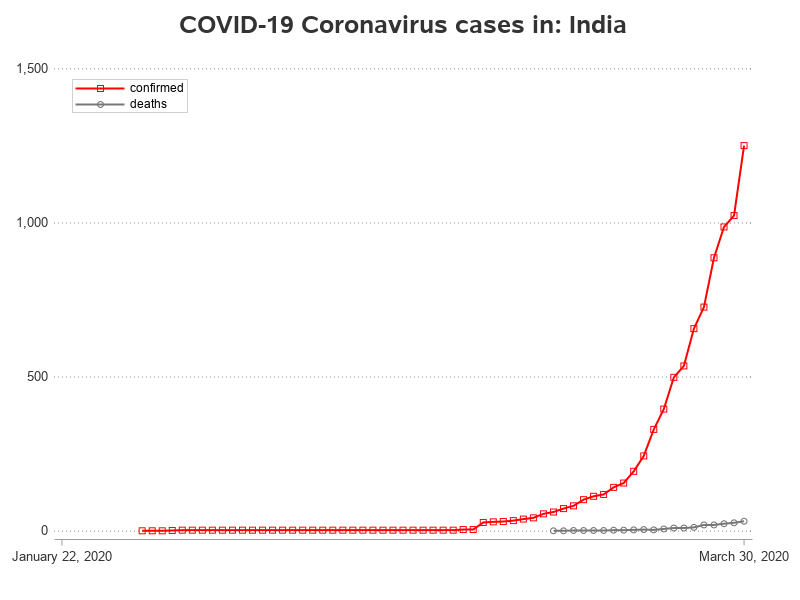 COVID-19 Coronavirus cases in: India
1,500
confirmed
deaths
1,000
500
0
January 22, 2020
March 30, 2020